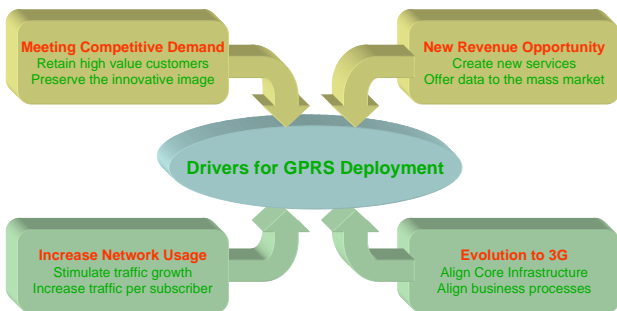 Meeting Competitive Demand
Retain high value customers
Preserve the innovative image
New Revenue Opportunity
Create new services
Offer data to the mass market
Drivers for GPRS Deployment
Increase Network Usage
Stimulate traffic growth
Increase traffic per subscriber
Evolution to 3G
Align Core Infrastructure
Align business processes